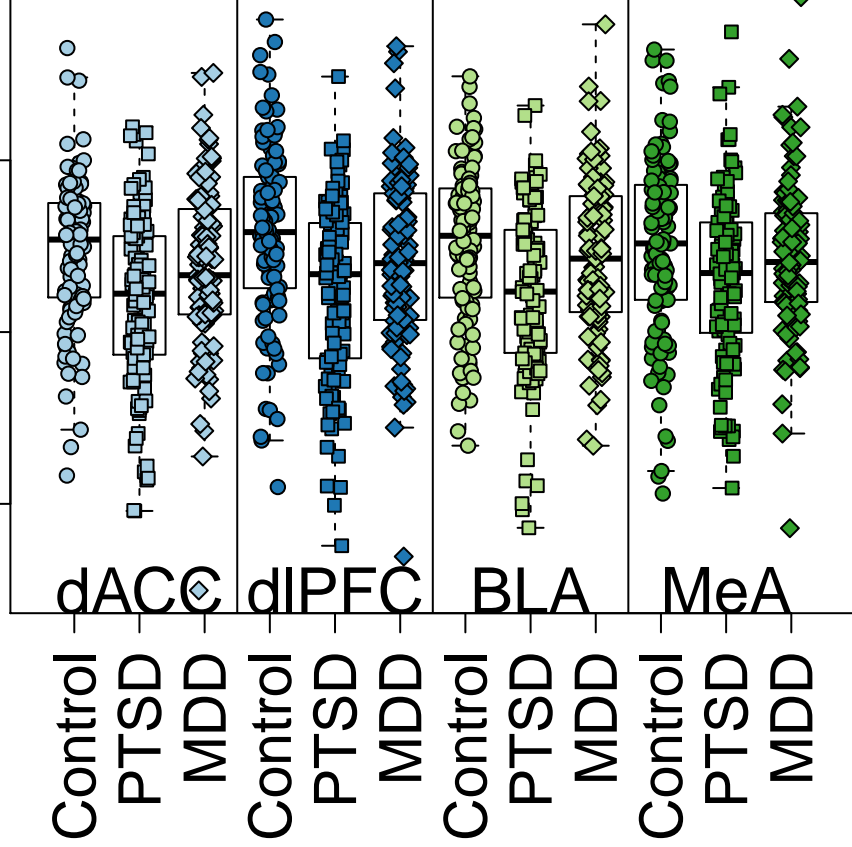 dACC dlPFC BLA MeA
Control PTSD MDD Control PTSD MDD Control PTSD MDD Control PTSD MDD